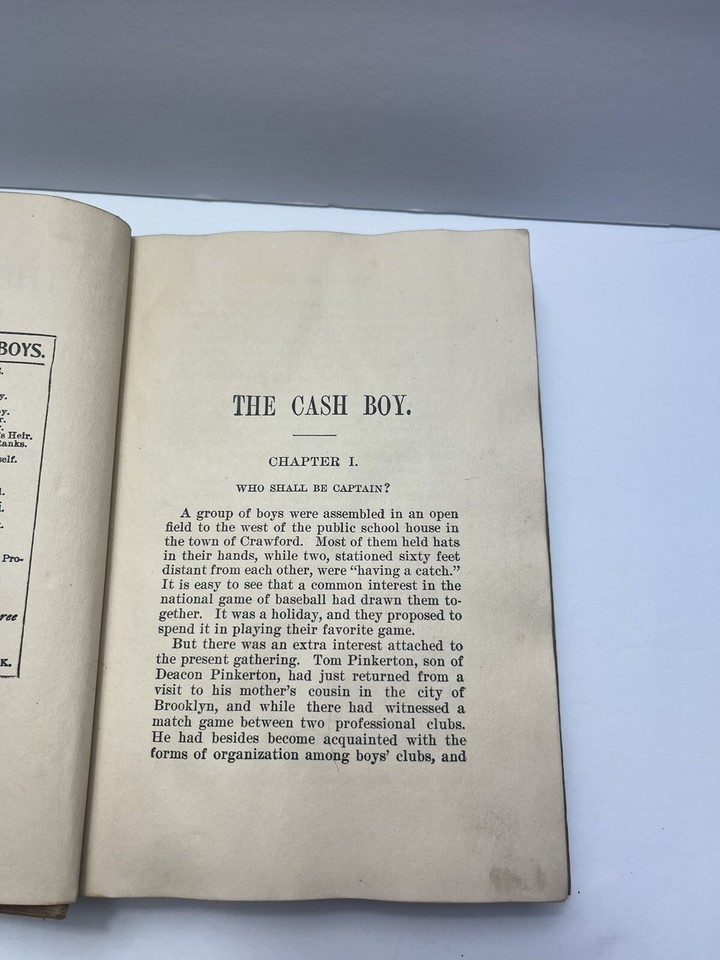 BOYS.
y.
oy.
r.
r.
s Heir.
anks.
self.
Pro-
ree
K.
THE CASH BOY.
CHAPTER I.
WHO SHALL BE CAPTAIN?
A group of boys were assembled in an open
field to the west of the public school house in
the town of Crawford. Most of them held hats
in their hands, while two, stationed sixty feet
distant from each other, were "having a catch."
It is easy to see that a common interest in the
national game of baseball had drawn them to-
gether. It was a holiday, and they proposed to
spend it in playing their favorite game.
But there was an extra interest attached to
the present gathering. Tom Pinkerton, son of
Deacon Pinkerton, had just returned from a
visit to his mother's cousin in the city of
Brooklyn, and while there had witnessed a
match game between two professional clubs.
He had besides become acquainted with the
forms of organization among boys' clubs, and